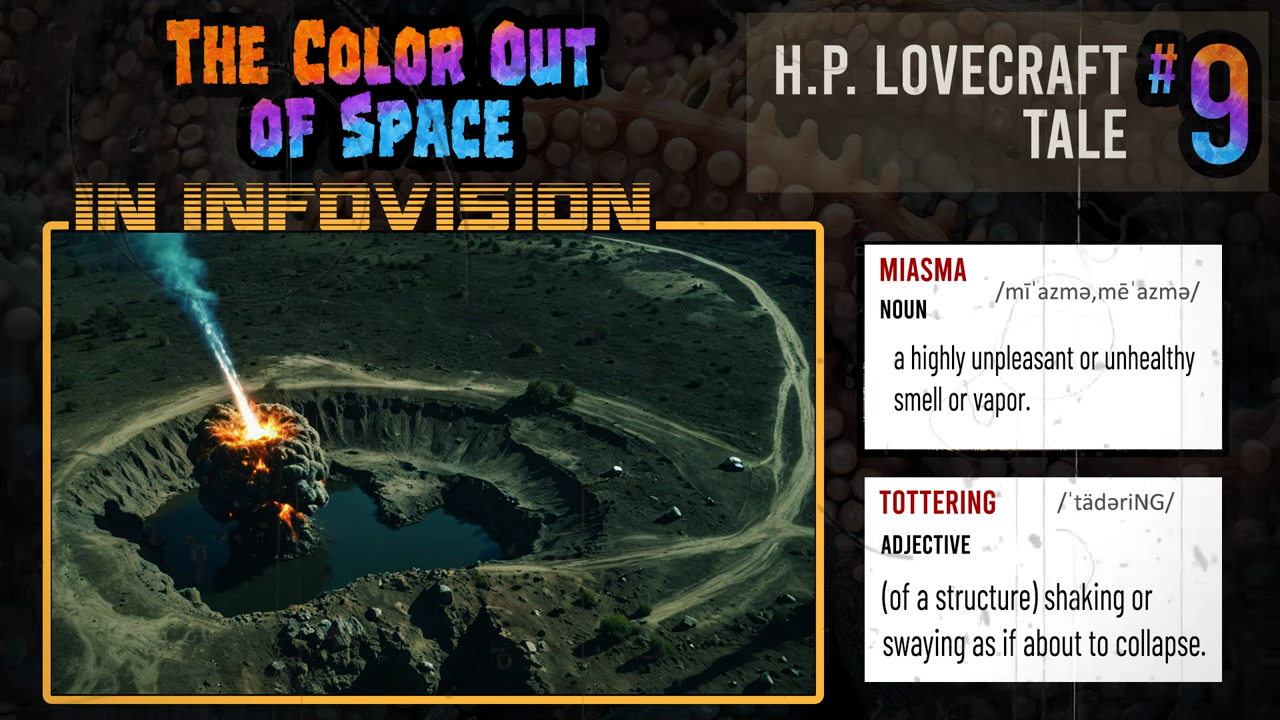 THE COLOR OUT
OF SPACE
H.P. LOVECRAFT
TALE
#9
IN INFOVISION
MIASMA
/mīˈazmə,mēˈazmə/
NOUN
a highly unpleasant or unhealthy
smell or vapor.
TOTTERING
/ˈtädəriNG/
ADJECTIVE
(of a structure) shaking or
swaying as if about to collapse.